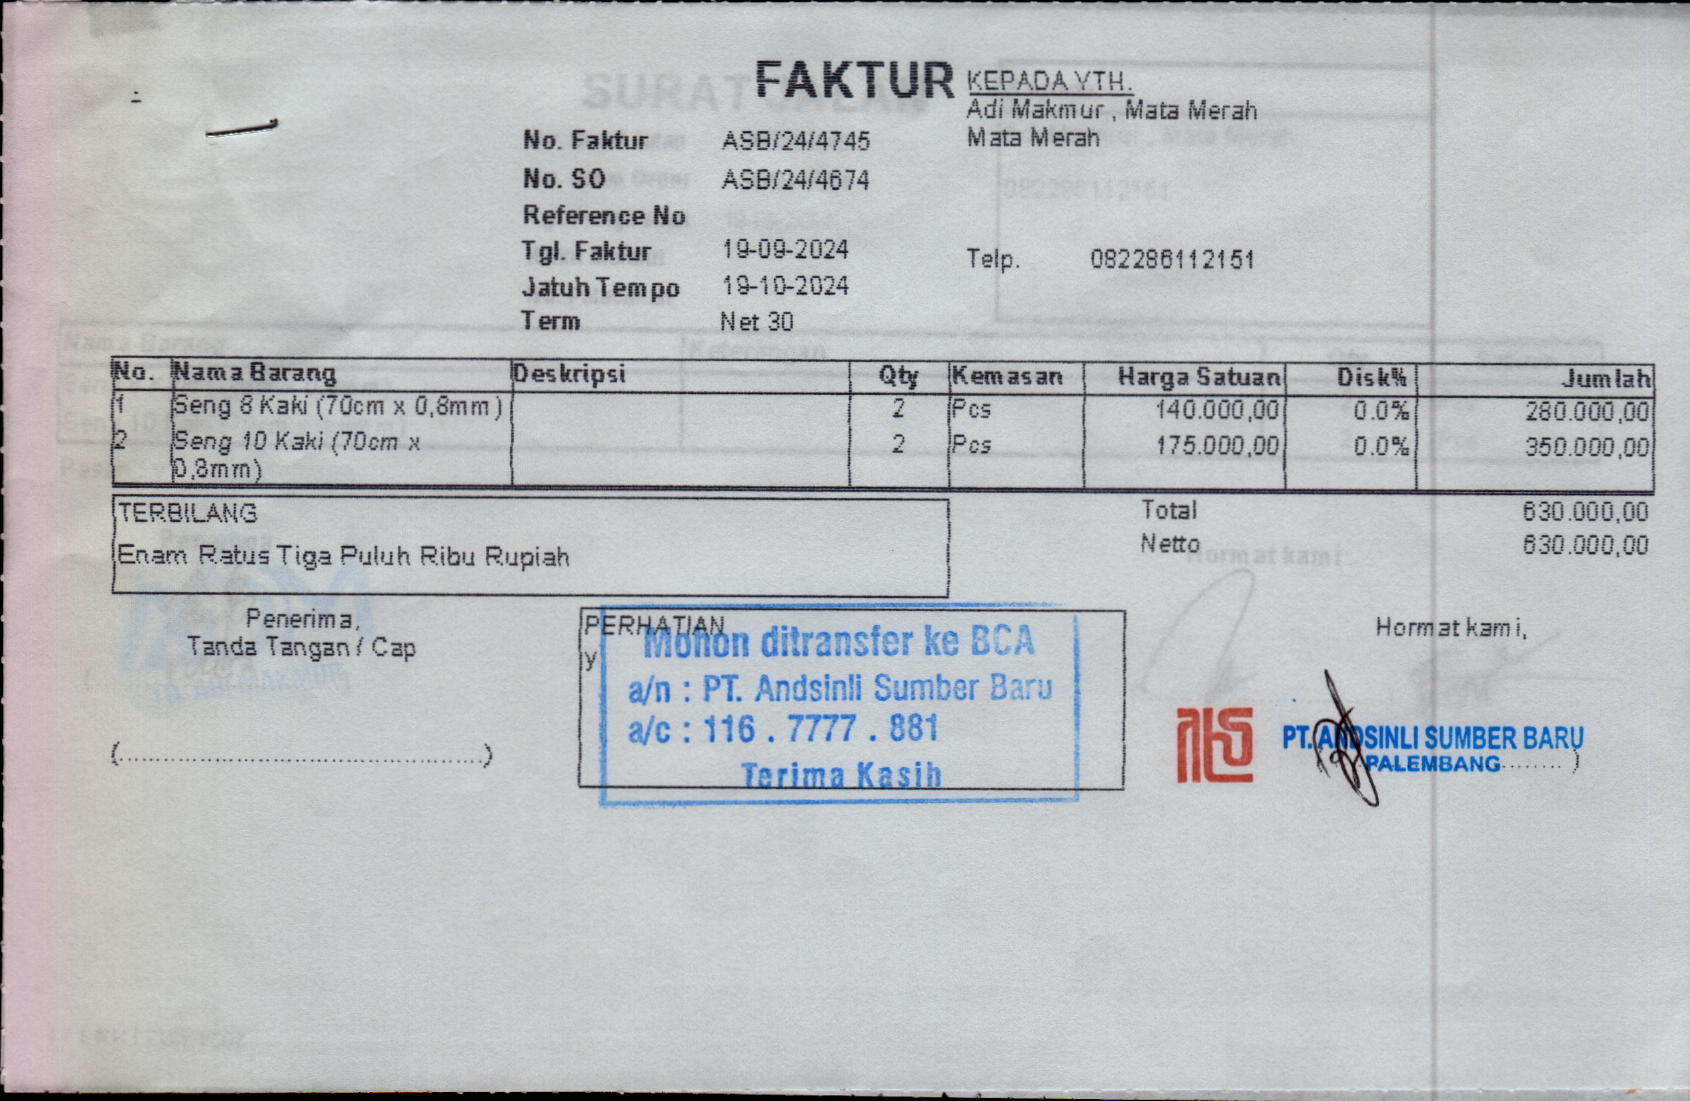 FAKTUR
KEPADA YTH.
Adi Makmur , Mata Merah
Mata Merah
No. Faktur ASB/24/4745
No. SO ASB/24/4674
Reference No
Tgl. Faktur 19-09-2024
Telp. 082286112151
Jatuh Tempo 19-10-2024
Term Net 30
No. Nama Barang Deskripsi Qty Kemasan Harga Satuan Disk% Jumlah
1 Seng 8 Kaki (70cm x 0,8mm) 2 Pcs 140.000,00 0.0% 280.000,00
2 Seng 10 Kaki (70cm x 2 Pcs 175.000,00 0.0% 350.000,00
0,8mm)
TERBILANG
Enam Ratus Tiga Puluh Ribu Rupiah
Total 630.000,00
Netto 630.000,00
Penerima,
Tanda Tangan / Cap
(........................................)
PERHATIAN
y
Mohon ditransfer ke BCA
a/n : PT. Andsinli Sumber Baru
a/c : 116 . 7777 . 881
Terima Kasih
Hormat kami,
PT. ANDSINLI SUMBER BARU
PALEMBANG ........ )